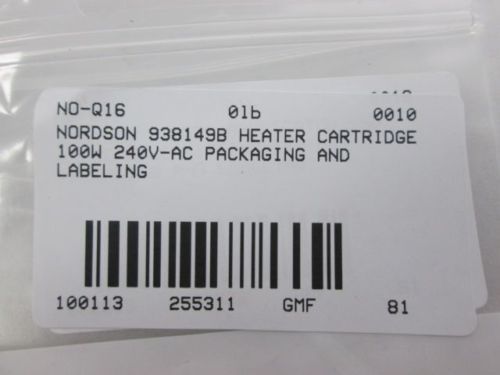 NO-Q16 0lb 0010
NORDSON 938149B HEATER CARTRIDGE
100W 240V-AC PACKAGING AND
LABELING
100113 255311 GMF 81